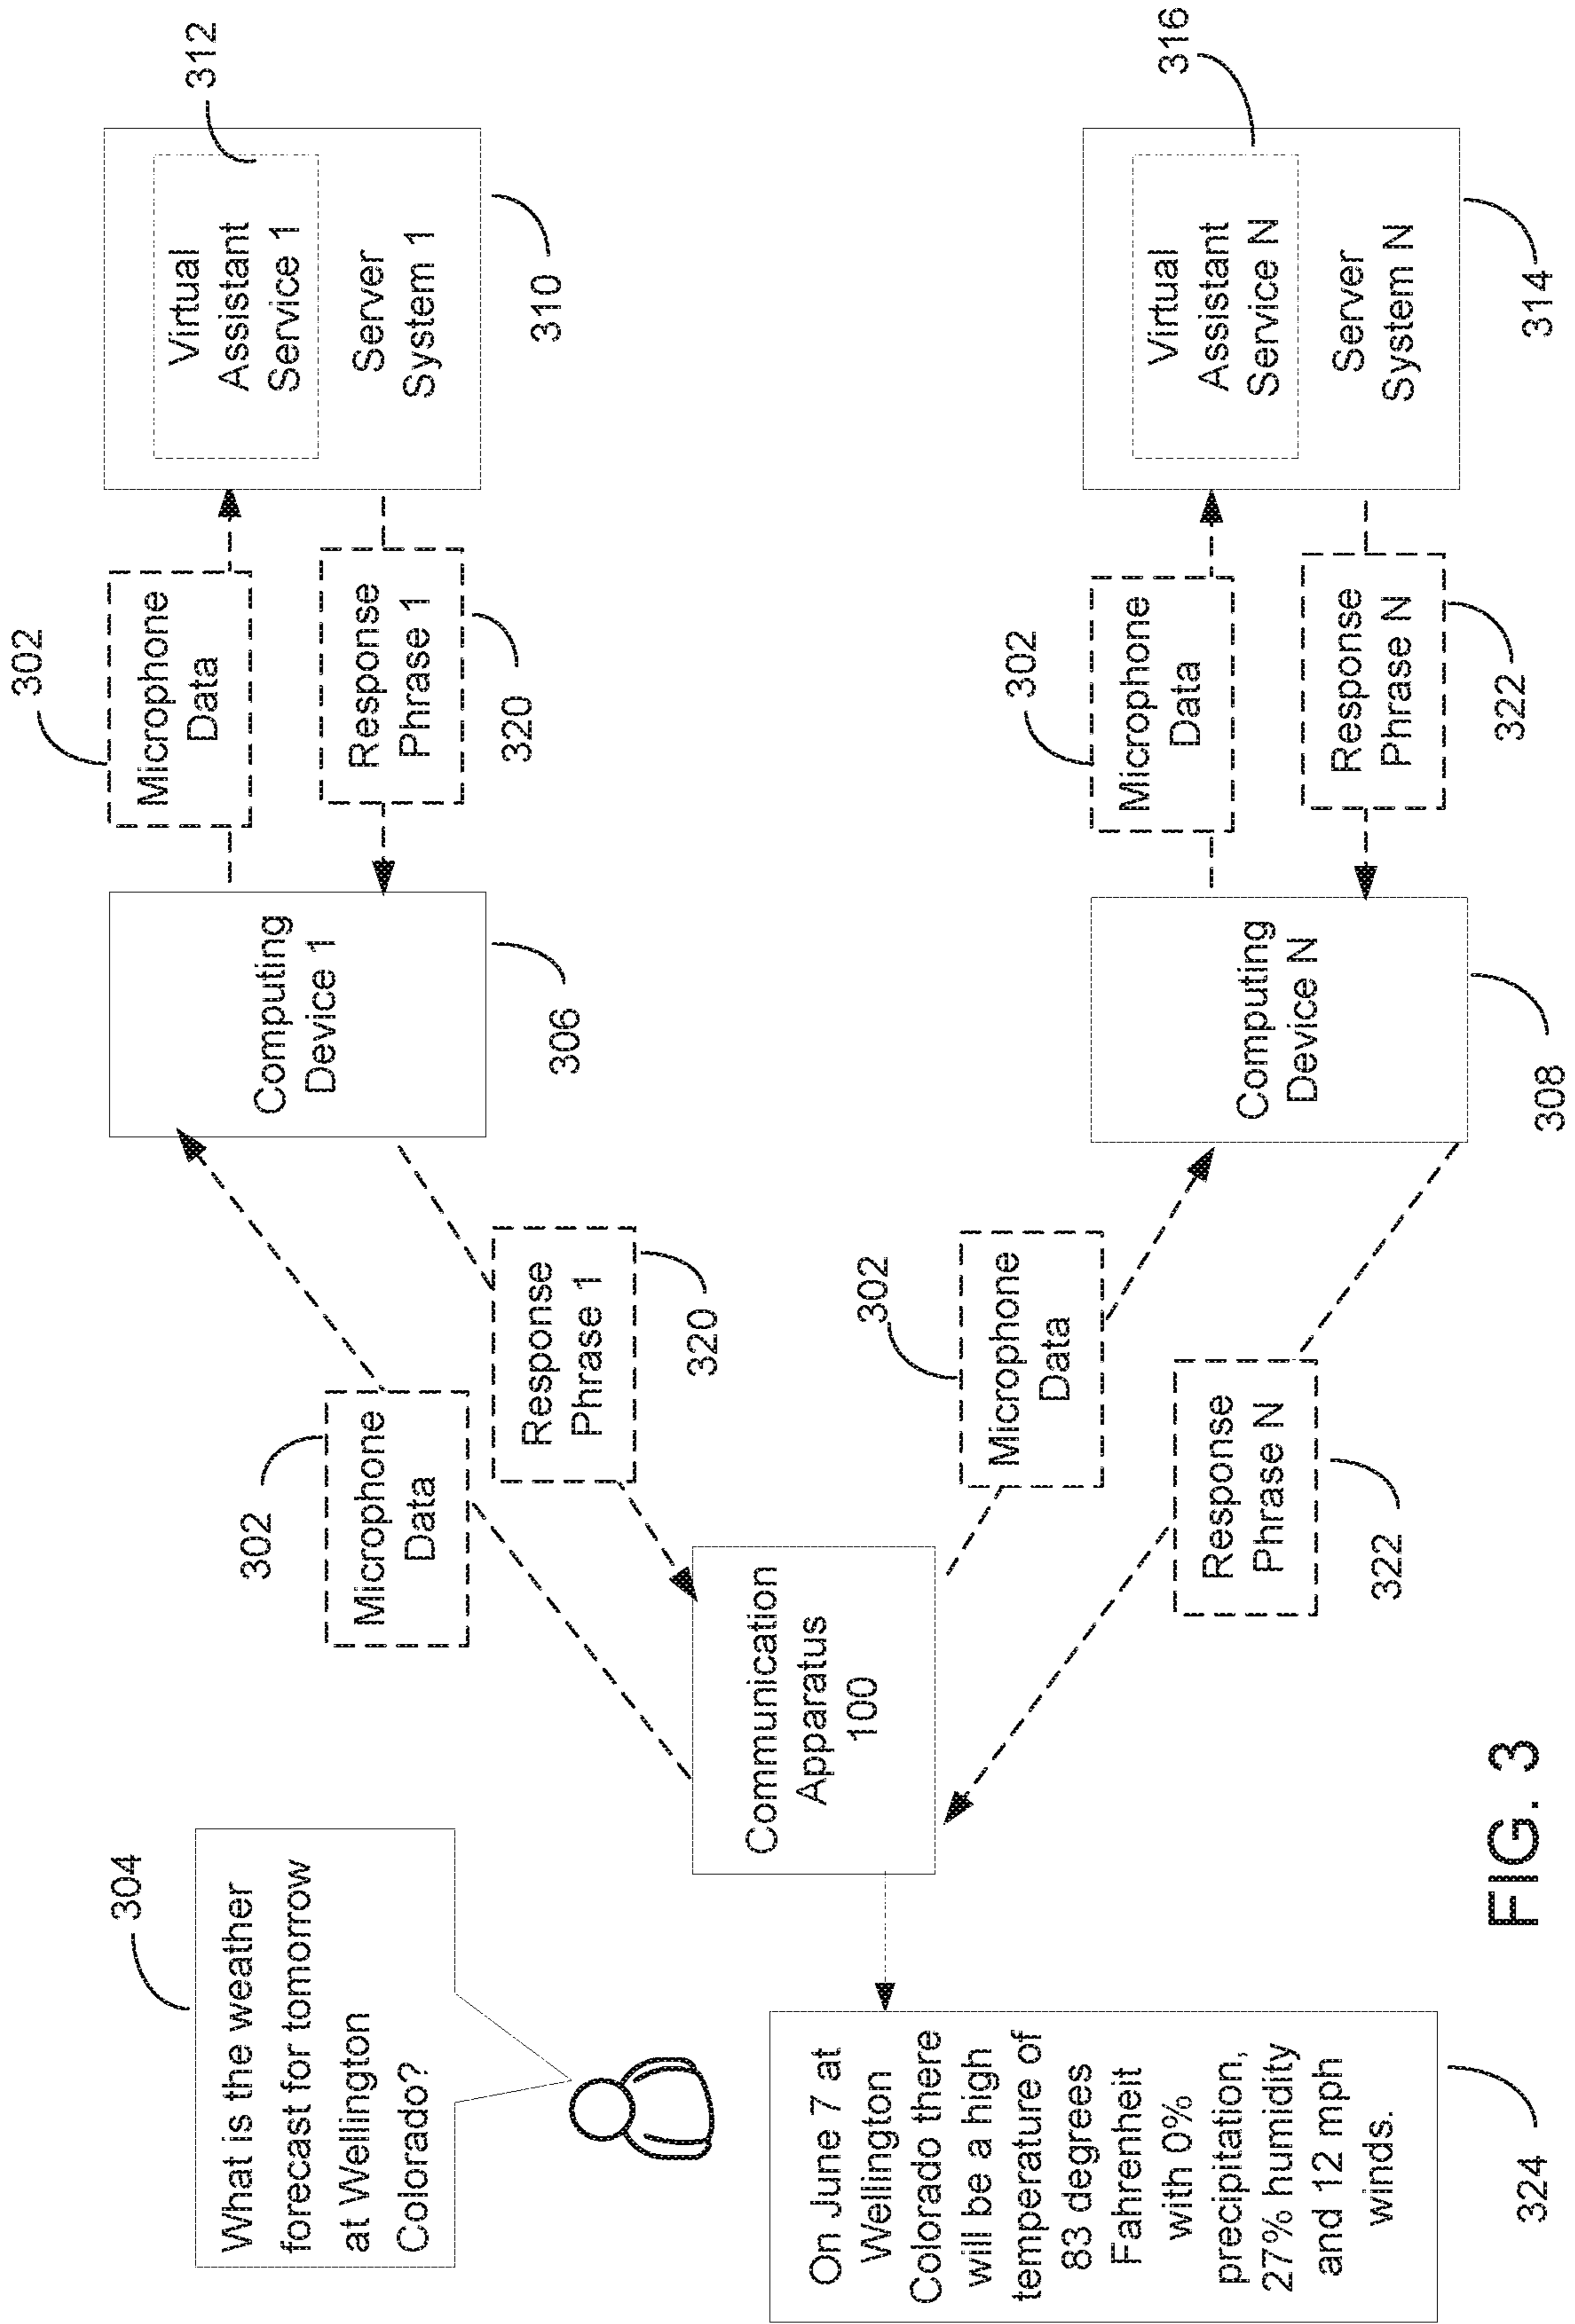 304
What is the weather
forecast for tomorrow
at Wellington
Colorado?
On June 7 at
Wellington
Colorado there
will be a high
temperature of
83 degrees
Fahrenheit
with 0%
precipitation,
27% humidity
and 12 mph
winds.
324
Communication
Apparatus
100
302
Microphone
Data
Response
Phrase 1
320
302
Microphone
Data
Response
Phrase N
322
Computing
Device 1
306
Computing
Device N
308
302
Microphone
Data
Response
Phrase 1
320
302
Microphone
Data
Response
Phrase N
322
312
Virtual
Assistant
Service 1
Server
System 1
310
316
Virtual
Assistant
Service N
Server
System N
314
FIG. 3